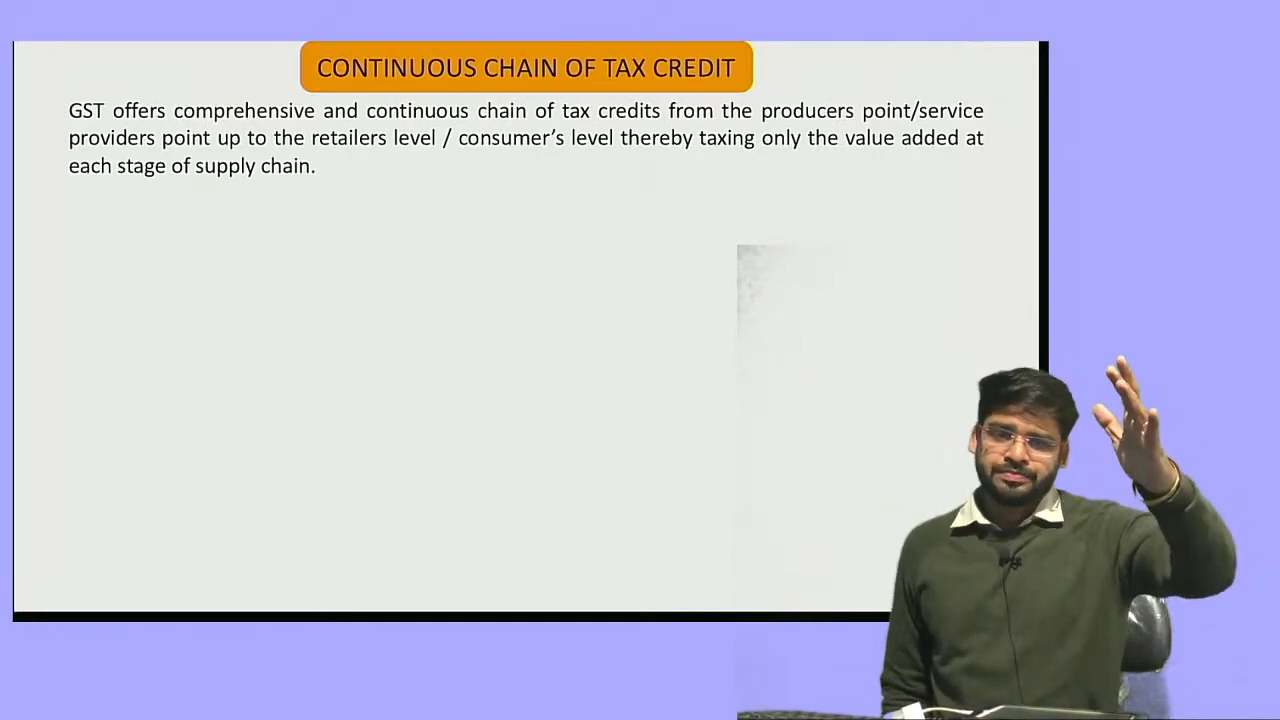 CONTINUOUS CHAIN OF TAX CREDIT
GST offers comprehensive and continuous chain of tax credits from the producers point/service
providers point up to the retailers level / consumer’s level thereby taxing only the value added at
each stage of supply chain.